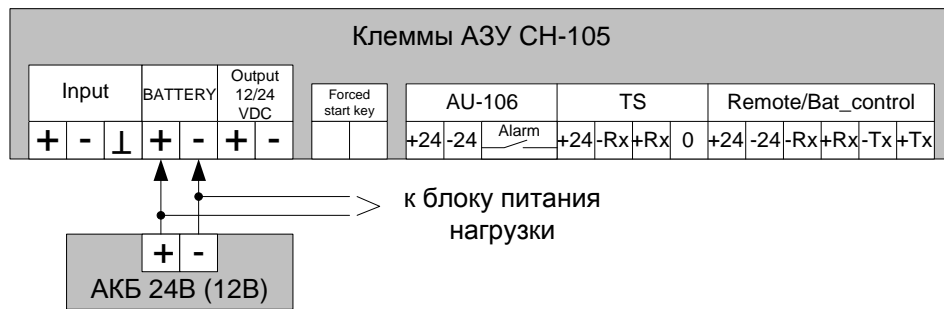 Клеммы АЗУ CH-105
Input
BATTERY
Output
12/24
VDC
Forced
start key
AU-106
TS
Remote/Bat_control
+ - ⊥ + - + -
+24 -24 Alarm +24 -Rx +Rx 0 +24 -24 -Rx +Rx -Tx +Tx
к блоку питания
нагрузки
+ -
АКБ 24В (12В)